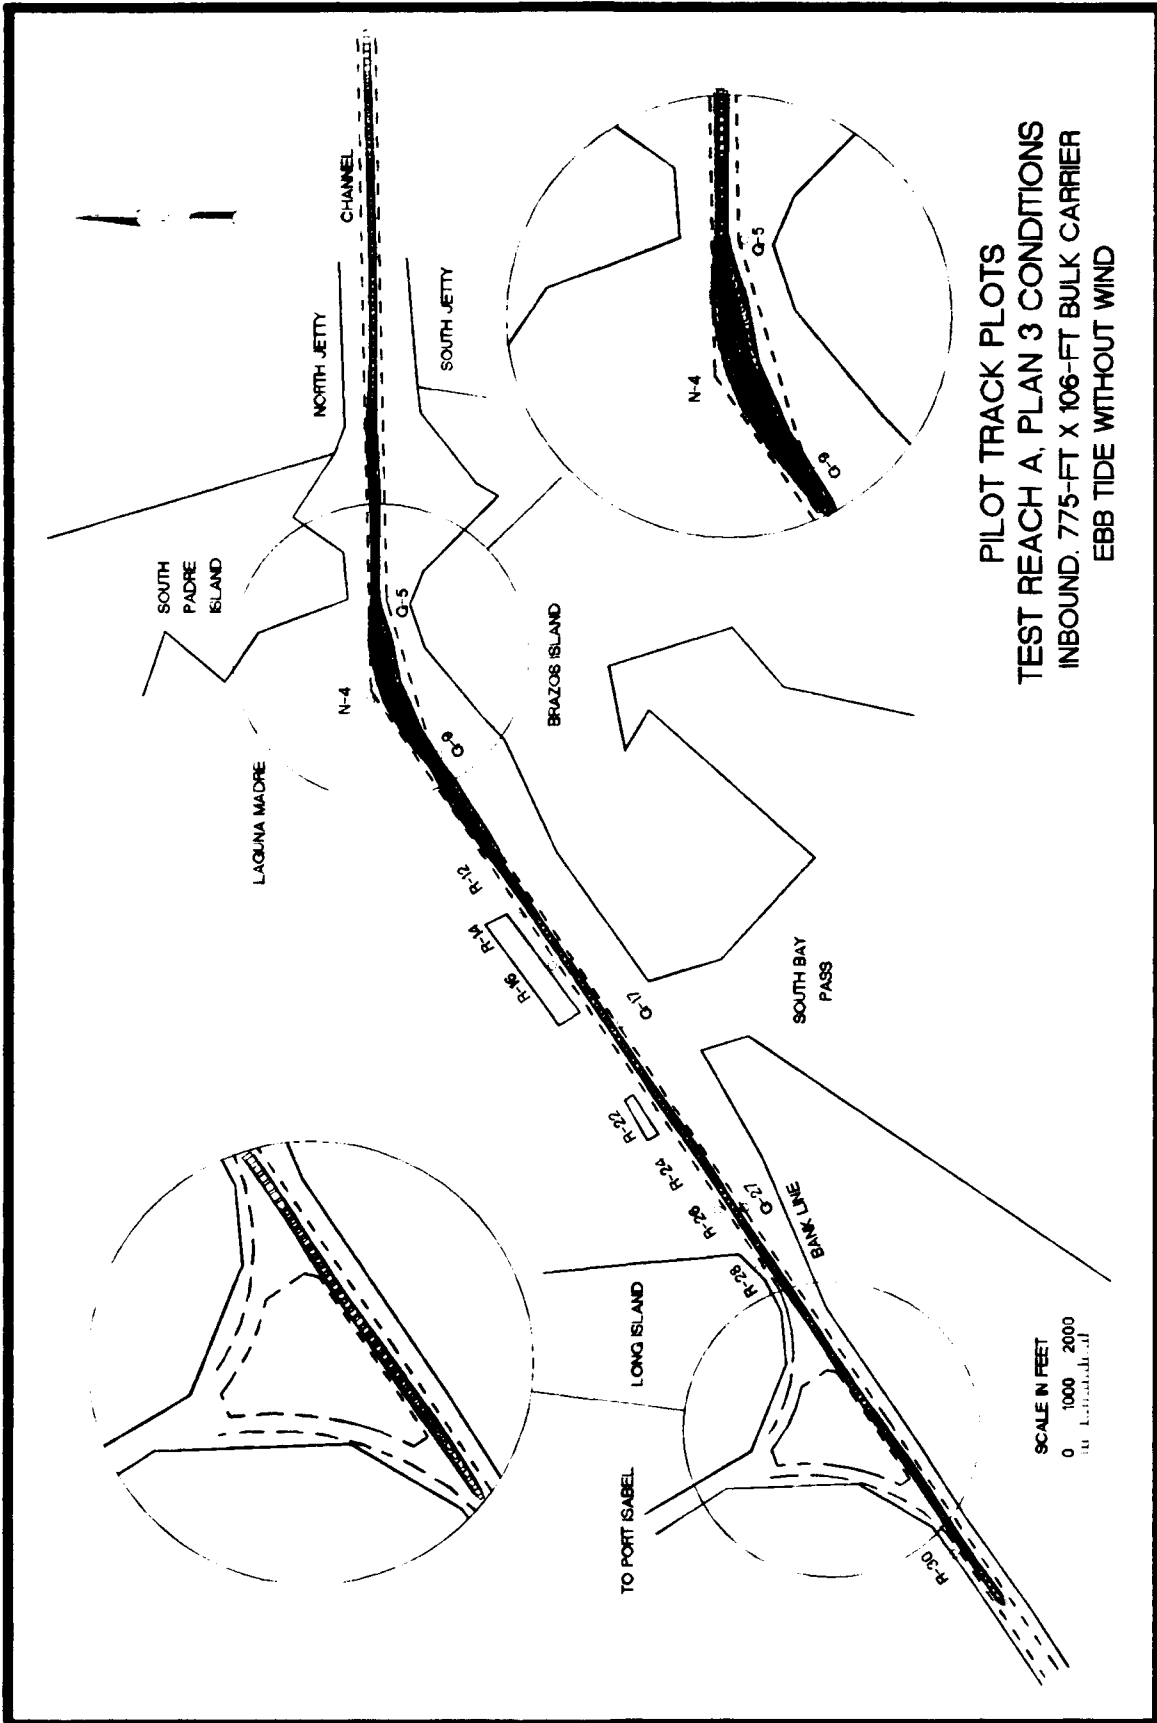 CHANNEL
NORTH JETTY
SOUTH JETTY
SOUTH
PADRE
ISLAND
N-4
G-5
G-9
LAGUNA MADRE
BRAZOS ISLAND
R-12
R-14
R-16
G-17
SOUTH BAY
PASS
R-22
R-24
R-26
G-27
R-28
BANK LINE
LONG ISLAND
TO PORT ISABEL
R-30
N-4
G-5
G-9
SCALE IN FEET
0 1000 2000
PILOT TRACK PLOTS
TEST REACH A, PLAN 3 CONDITIONS
INBOUND. 775-FT X 106-FT BULK CARRIER
EBB TIDE WITHOUT WIND